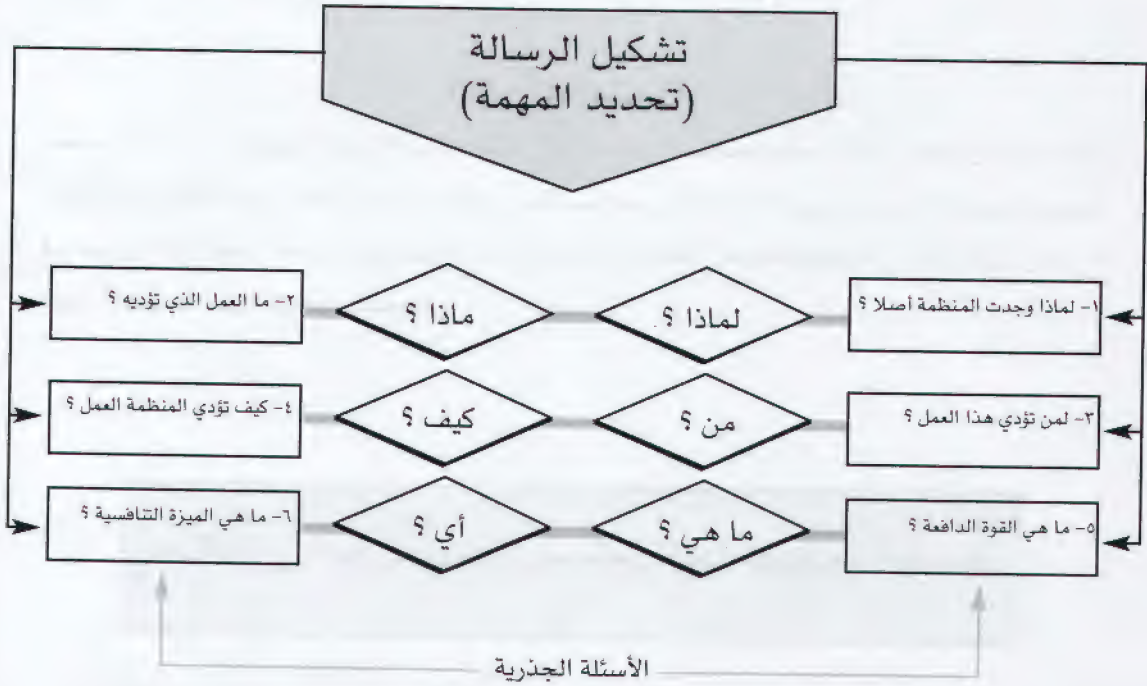 تشكيل الرسالة
(تحديد المهمة)
١- لماذا وجدت المنظمة أصلا ؟
لماذا ؟
ماذا ؟
٢- ما العمل الذي تؤديه ؟
٣- لمن تؤدي هذا العمل ؟
من ؟
كيف ؟
٤- كيف تؤدي المنظمة العمل ؟
٥- ما هي القوة الدافعة ؟
ما هي ؟
أي ؟
٦- ما هي الميزة التنافسية ؟
الأسئلة الجذرية